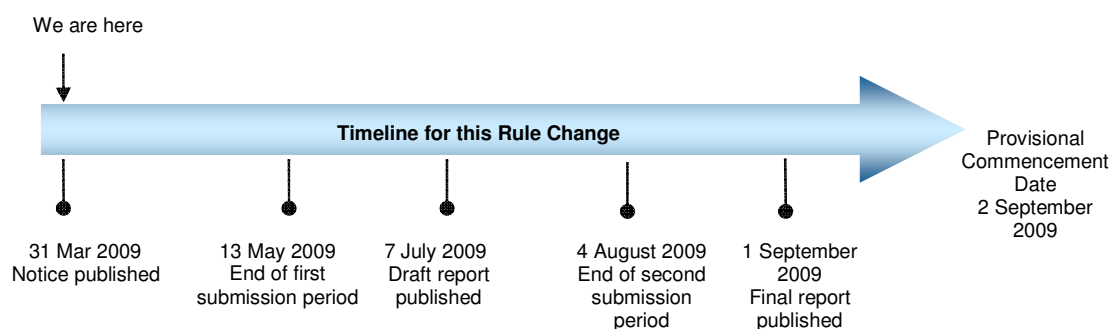 We are here
Timeline for this Rule Change
Provisional
Commencement
Date
2 September
2009
31 Mar 2009
Notice published
13 May 2009
End of first
submission period
7 July 2009
Draft report
published
4 August 2009
End of second
submission
period
1 September
2009
Final report
published